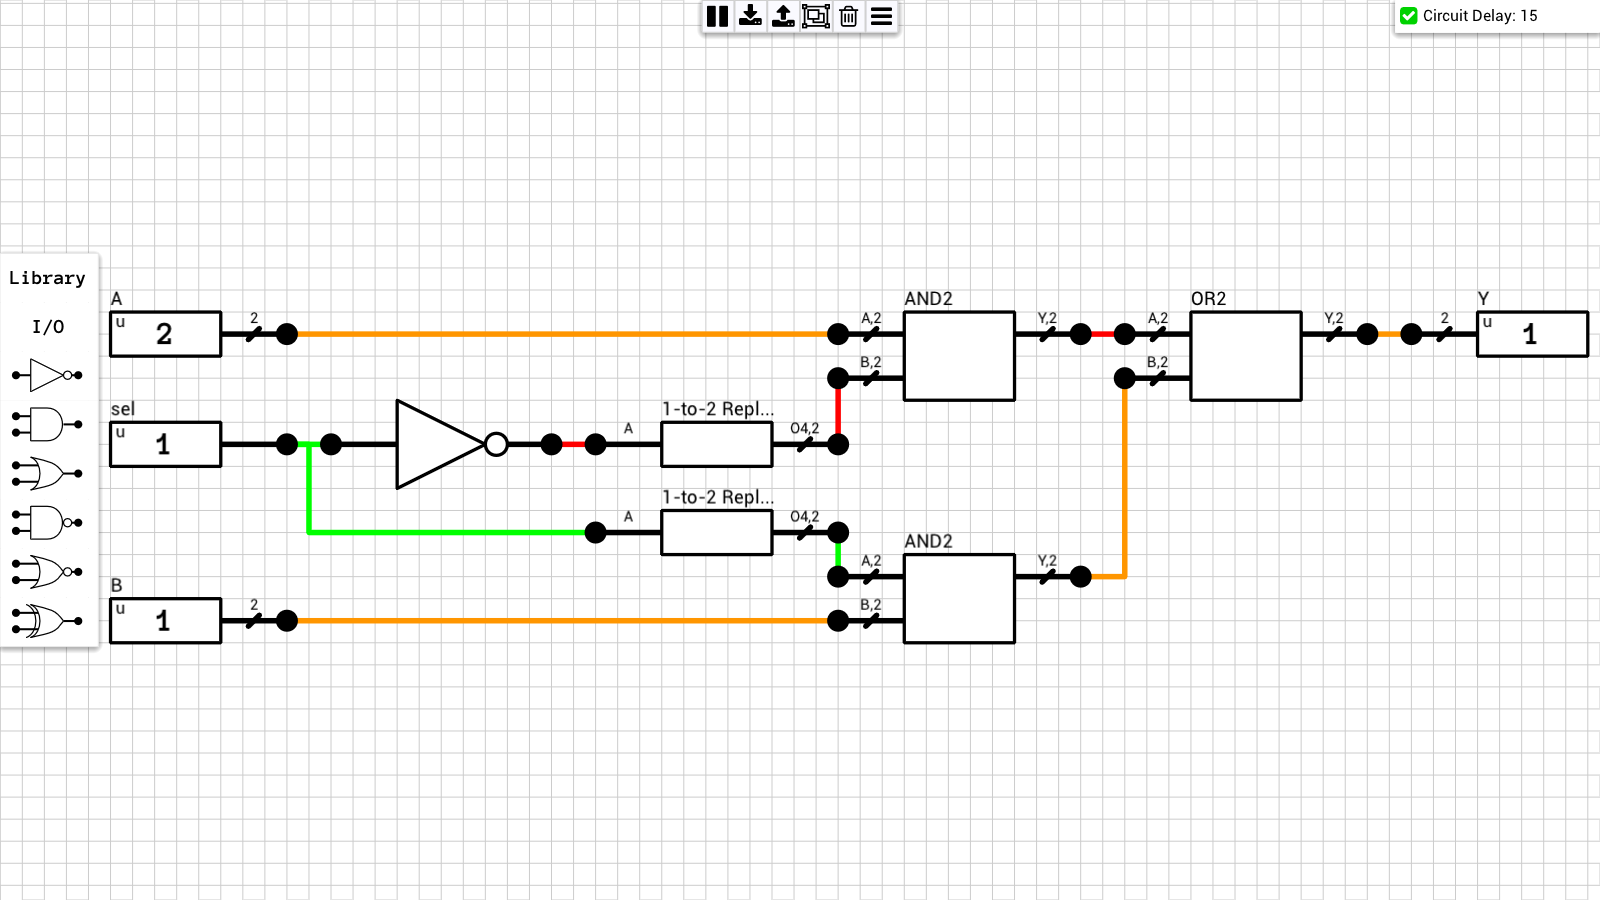 Circuit Delay: 15
Library
I/O
A
u
2
2
sel
u
1
B
u
1
2
1-to-2 Repl...
A
O4,2
1-to-2 Repl...
A
O4,2
AND2
A,2
B,2
Y,2
AND2
A,2
B,2
Y,2
OR2
A,2
B,2
Y,2
Y
2
u
1